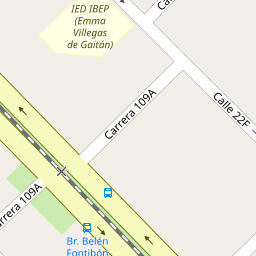 IED IBEP
(Emma
Villegas
de Gaitán)
Carrera 109A
Calle 22F
Carrera 109A
Br. Belén
Fontibón